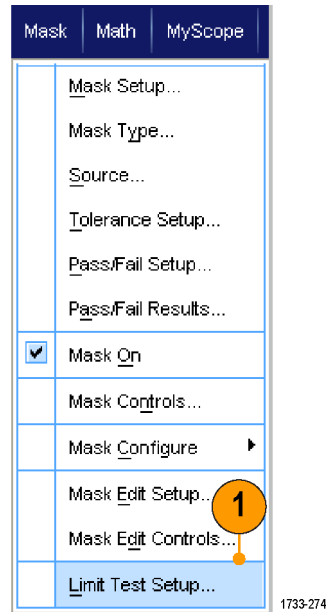 Mask Math MyScope
Mask Setup...
Mask Type...
Source...
Tolerance Setup...
Pass/Fail Setup...
Pass/Fail Results...
Mask On
Mask Controls...
Mask Configure
Mask Edit Setup..
1
Mask Edit Controls...
Limit Test Setup...
1733-274